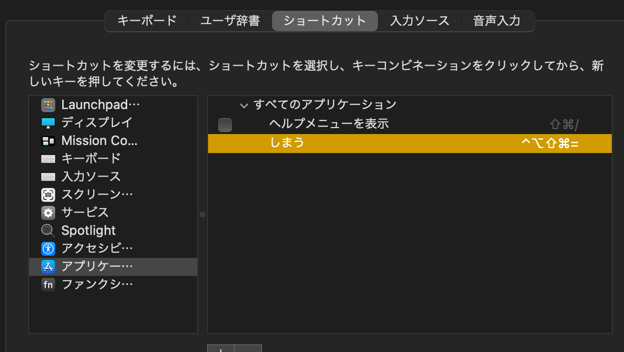 キーボード
ユーザ辞書
ショートカット
入力ソース
音声入力
ショートカットを変更するには、ショートカットを選択し、キーコンビネーションをクリックしてから、新
しいキーを押してください。
Launchpad…
ディスプレイ
Mission Co...
キーボード
入力ソース
スクリーン…
サービス
Spotlight
アクセシビ…
アプリケー…
fn ファンクシ…
すべてのアプリケーション
ヘルプメニューを表示 ⇧⌘/
しまう ^⌥⇧⌘=